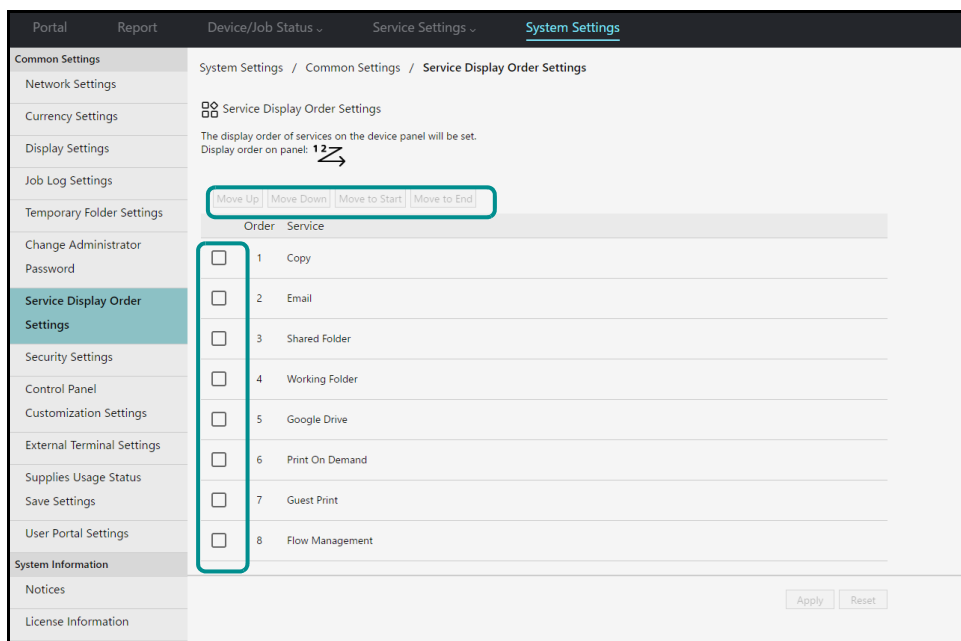 Portal Report Device/Job Status Service Settings System Settings
Common Settings
Network Settings
Currency Settings
Display Settings
Job Log Settings
Temporary Folder Settings
Change Administrator
Password
Service Display Order
Settings
Security Settings
Control Panel
Customization Settings
External Terminal Settings
Supplies Usage Status
Save Settings
User Portal Settings
System Information
Notices
License Information
System Settings / Common Settings / Service Display Order Settings
Service Display Order Settings
The display order of services on the device panel will be set.
Display order on panel: 1 2
Move Up Move Down Move to Start Move to End
Order Service
1 Copy
2 Email
3 Shared Folder
4 Working Folder
5 Google Drive
6 Print On Demand
7 Guest Print
8 Flow Management
Apply Reset